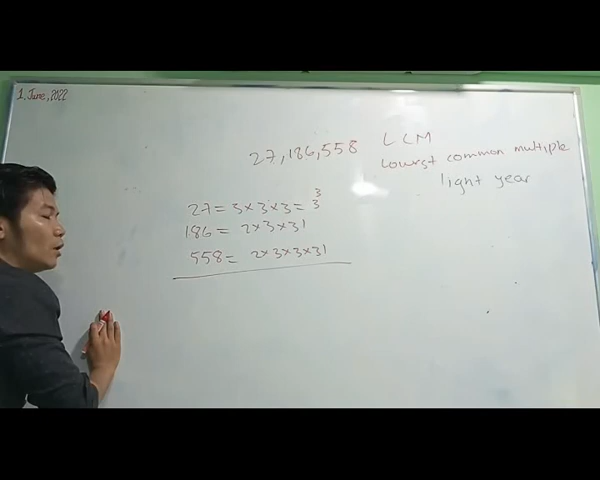 1. June, 2022
27, 186, 558 LCM
Lowest common multiple
light year
27 = 3×3×3 = 3³
186 = 2×3×31
558 = 2×3×3×31